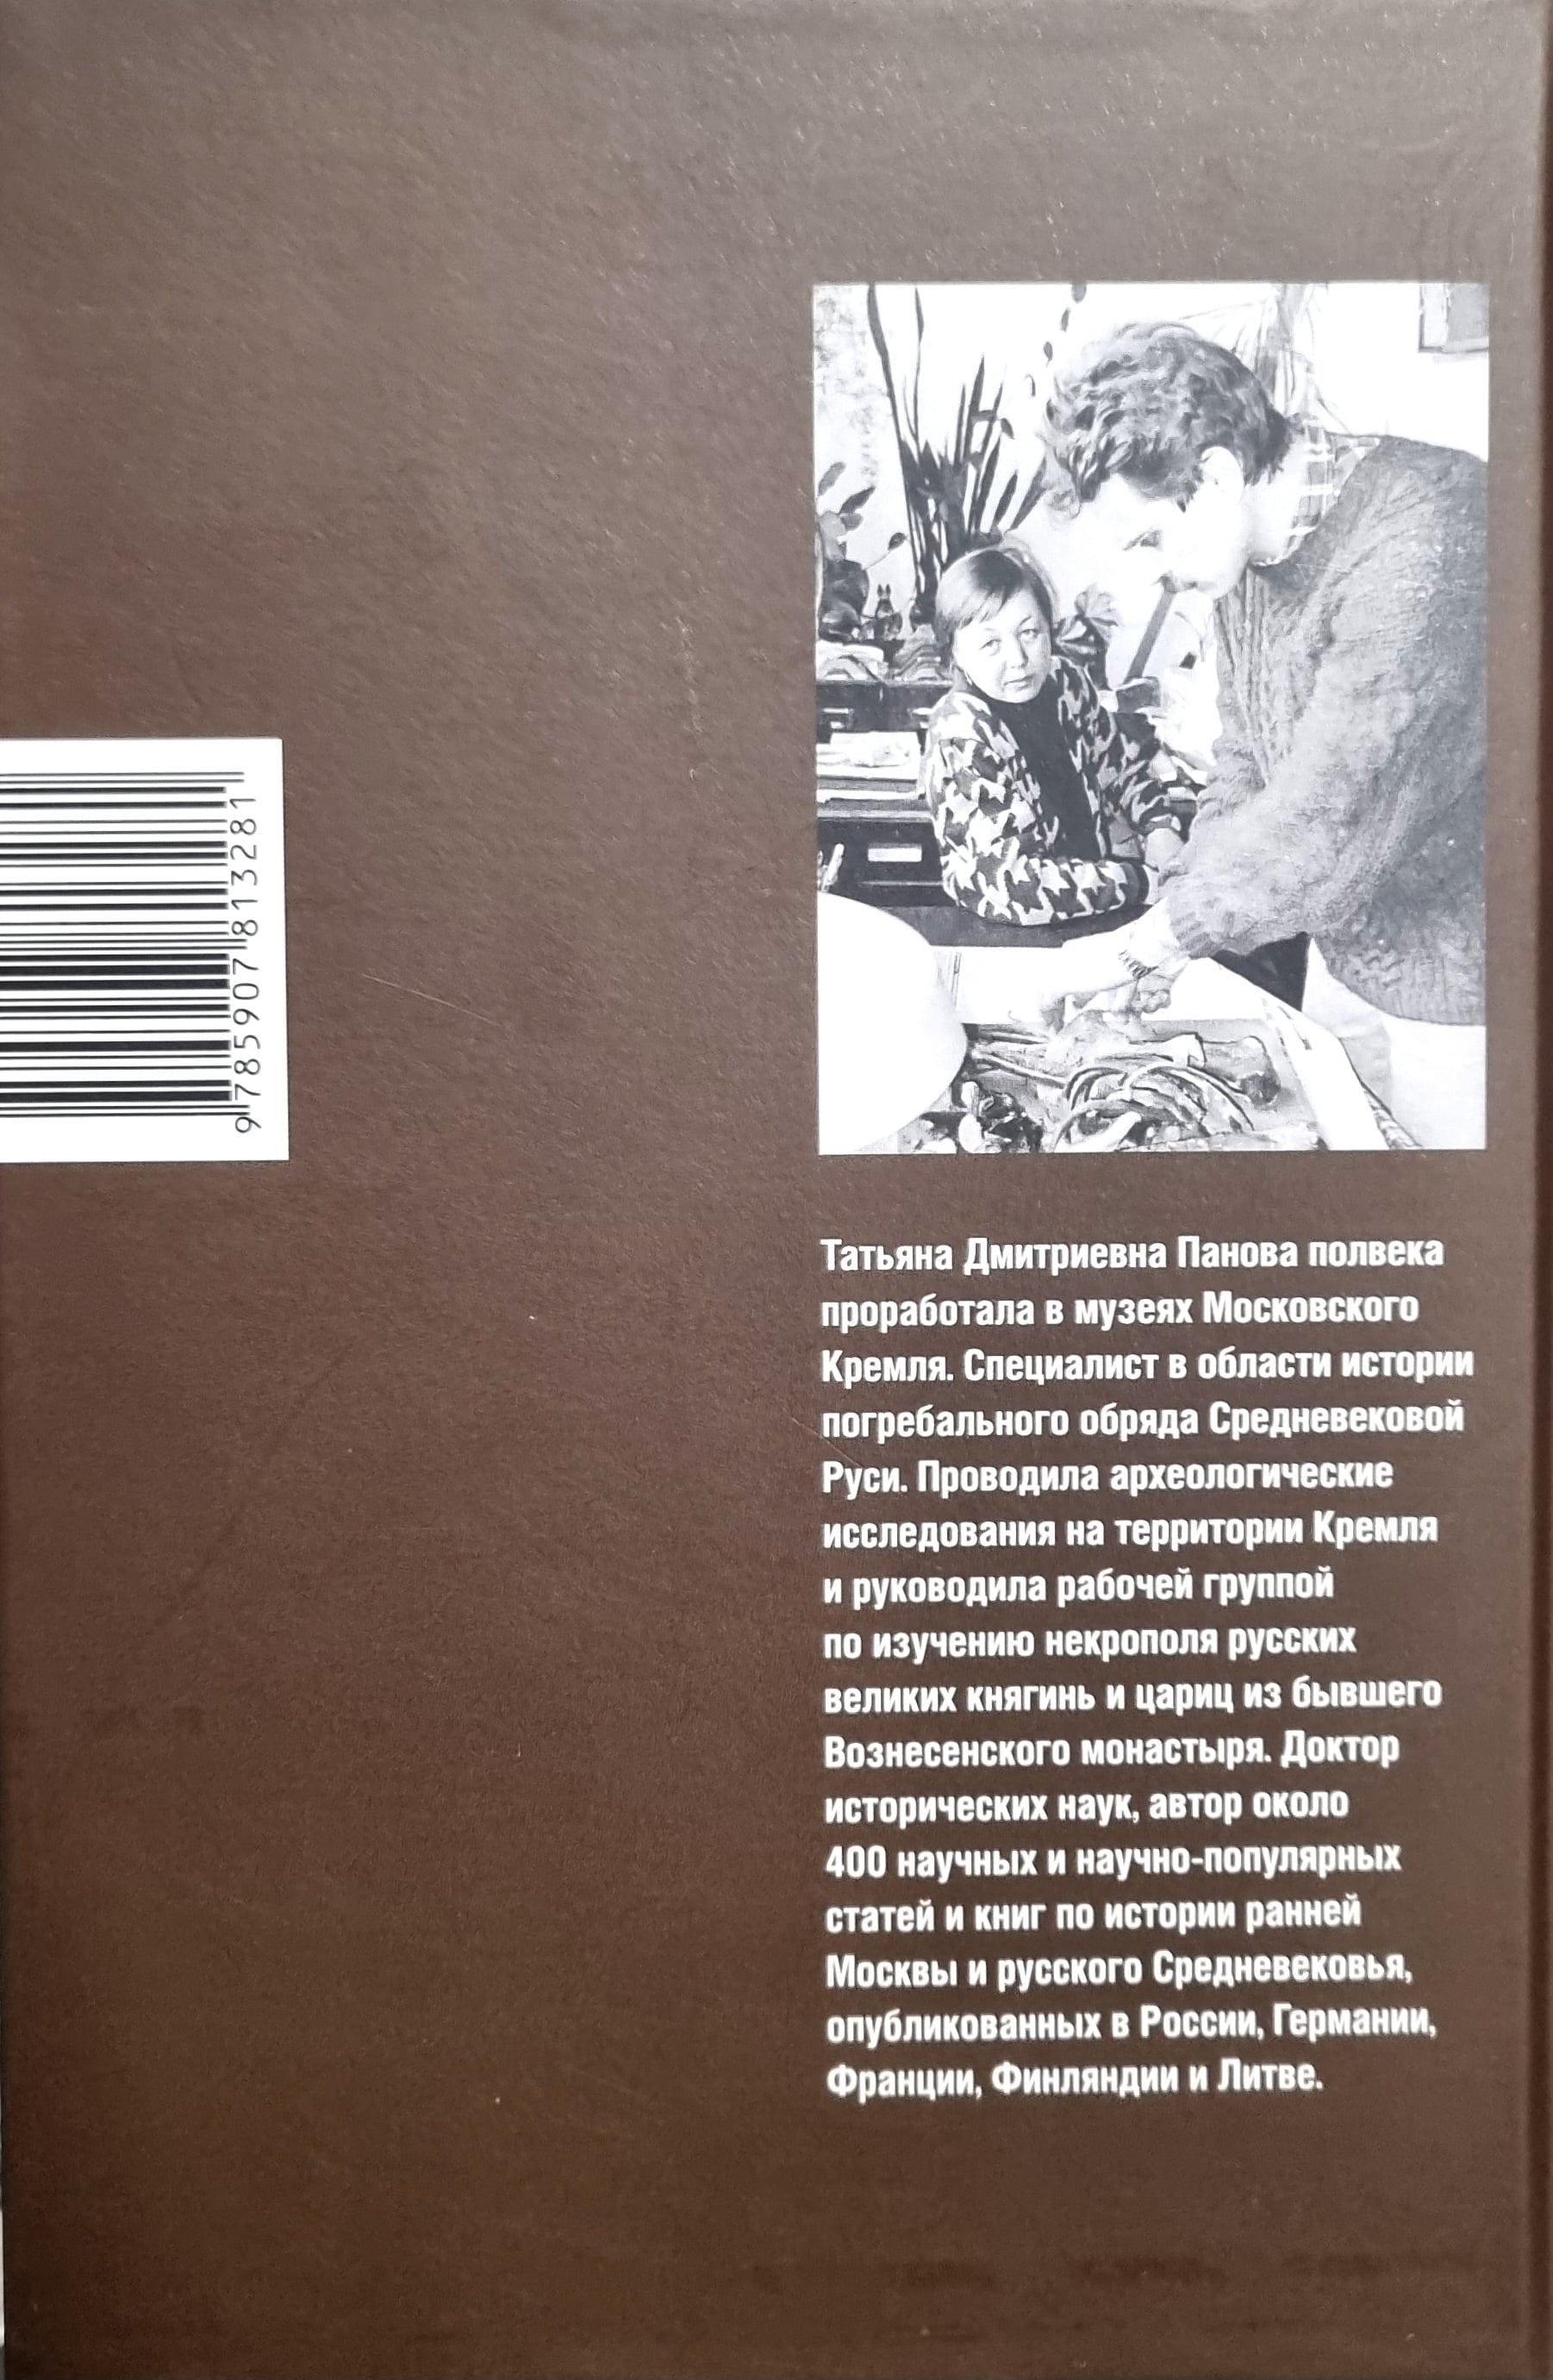 9785907813281
Татьяна Дмитриевна Панова полвека
проработала в музеях Московского
Кремля. Специалист в области истории
погребального обряда Средневековой
Руси. Проводила археологические
исследования на территории Кремля
и руководила рабочей группой
по изучению некрополя русских
великих княгинь и цариц из бывшего
Вознесенского монастыря. Доктор
исторических наук, автор около
400 научных и научно-популярных
статей и книг по истории ранней
Москвы и русского Средневековья,
опубликованных в России, Германии,
Франции, Финляндии и Литве.